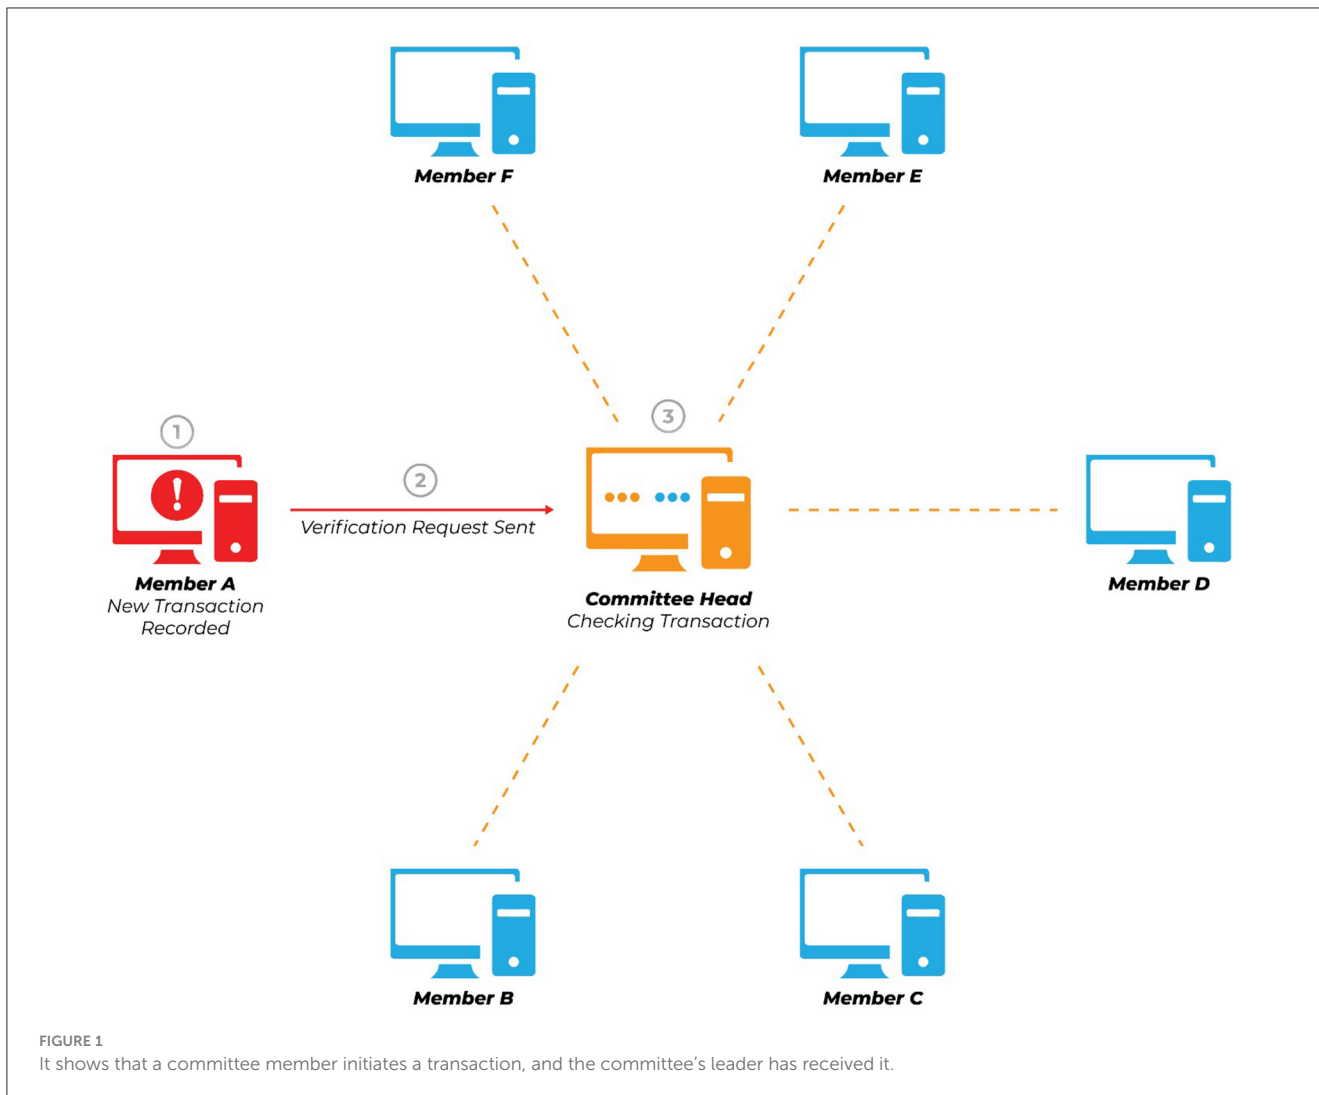 Member F
Member E
1
2
Verification Request Sent
3
Member A
New Transaction
Recorded
Committee Head
Checking Transaction
Member D
Member B
Member C
FIGURE 1
It shows that a committee member initiates a transaction, and the committee’s leader has received it.